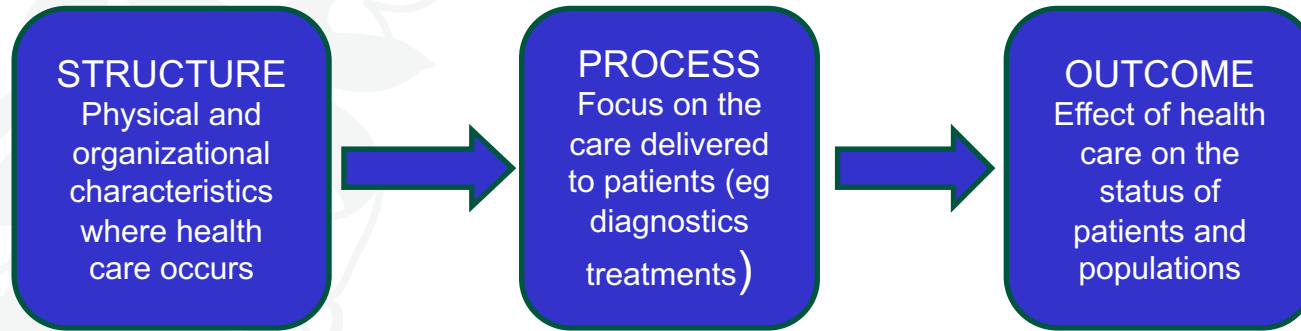 STRUCTURE
Physical and
organizational
characteristics
where health
care occurs
PROCESS
Focus on the
care delivered
to patients (eg
diagnostics
treatments)
OUTCOME
Effect of health
care on the
status of
patients and
populations